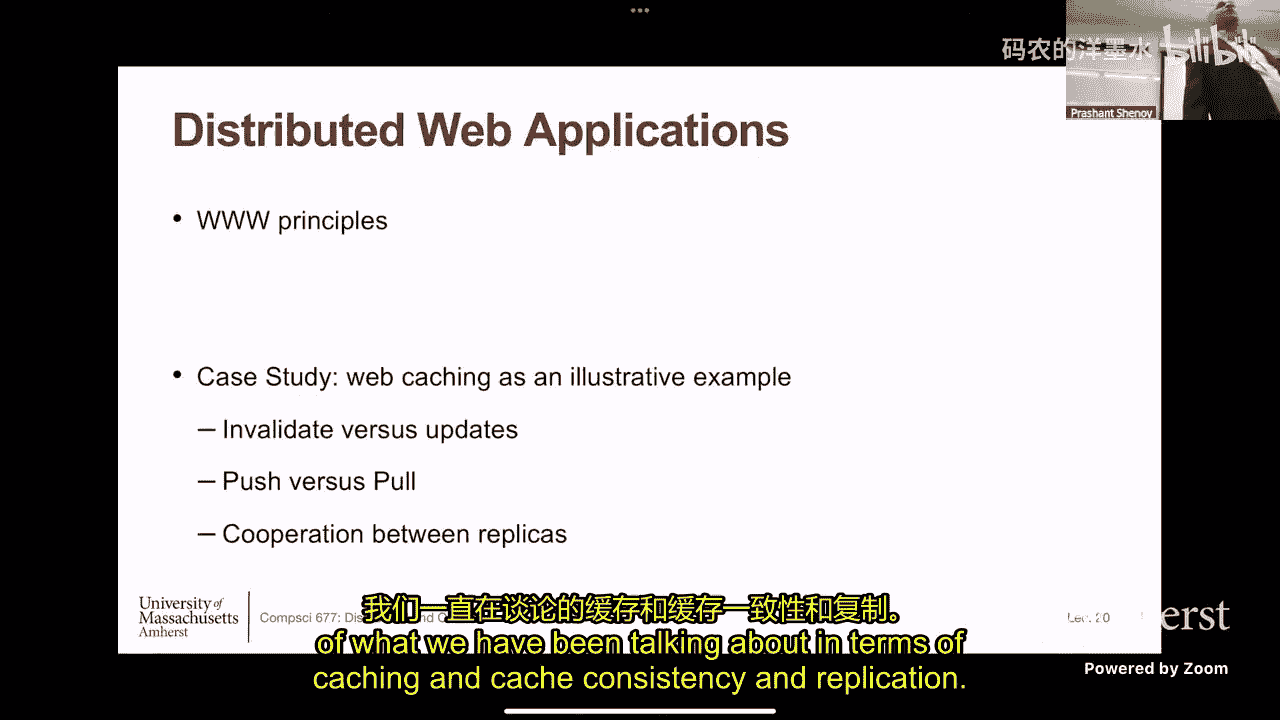 码农的洋墨水 bilibili
Prashant Shenoy
Distributed Web Applications
• WWW principles
• Case Study: web caching as an illustrative example
– Invalidate versus updates
– Push versus Pull
– Cooperation between replicas
University of
Massachusetts
Amherst
Compsci 677: Dis
Lec. 20
erst
我们一直在谈论的缓存和缓存一致性和复制。
of what we have been talking about in terms of
caching and cache consistency and replication.
Powered by Zoom